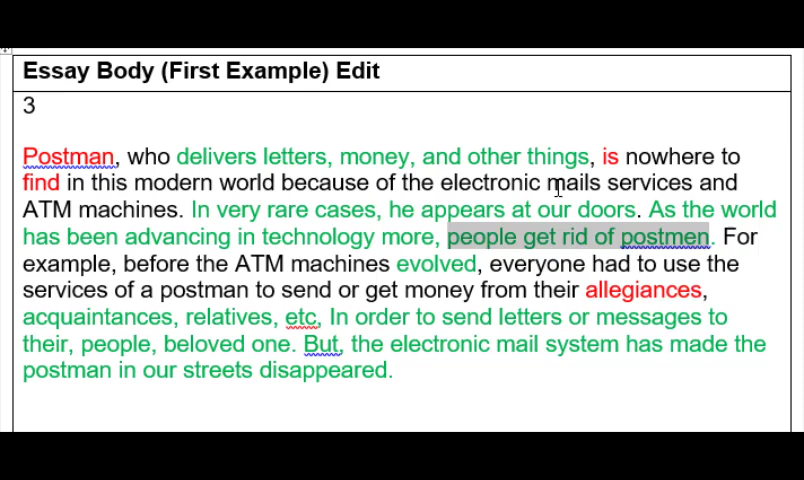 Essay Body (First Example) Edit
3
Postman, who delivers letters, money, and other things, is nowhere to
find in this modern world because of the electronic mails services and
ATM machines. In very rare cases, he appears at our doors. As the world
has been advancing in technology more, people get rid of postmen. For
example, before the ATM machines evolved, everyone had to use the
services of a postman to send or get money from their allegiances,
acquaintances, relatives, etc, In order to send letters or messages to
their, people, beloved one. But, the electronic mail system has made the
postman in our streets disappeared.